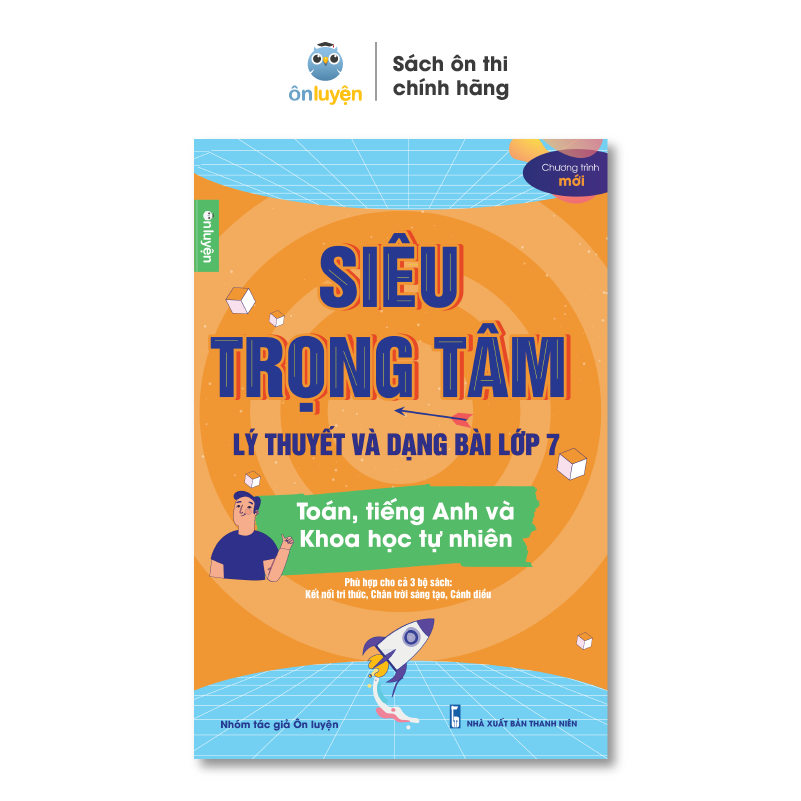 ônluyện
Sách ôn thi
chính hãng
Chương trình
mới
ônluyện
SIÊU
TRỌNG TÂM
LÝ THUYẾT VÀ DẠNG BÀI LỚP 7
Toán, tiếng Anh và
Khoa học tự nhiên
Phù hợp cho cả 3 bộ sách:
Kết nối tri thức, Chân trời sáng tạo, Cánh diều
Nhóm tác giả Ôn luyện
NHÀ XUẤT BẢN THANH NIÊN